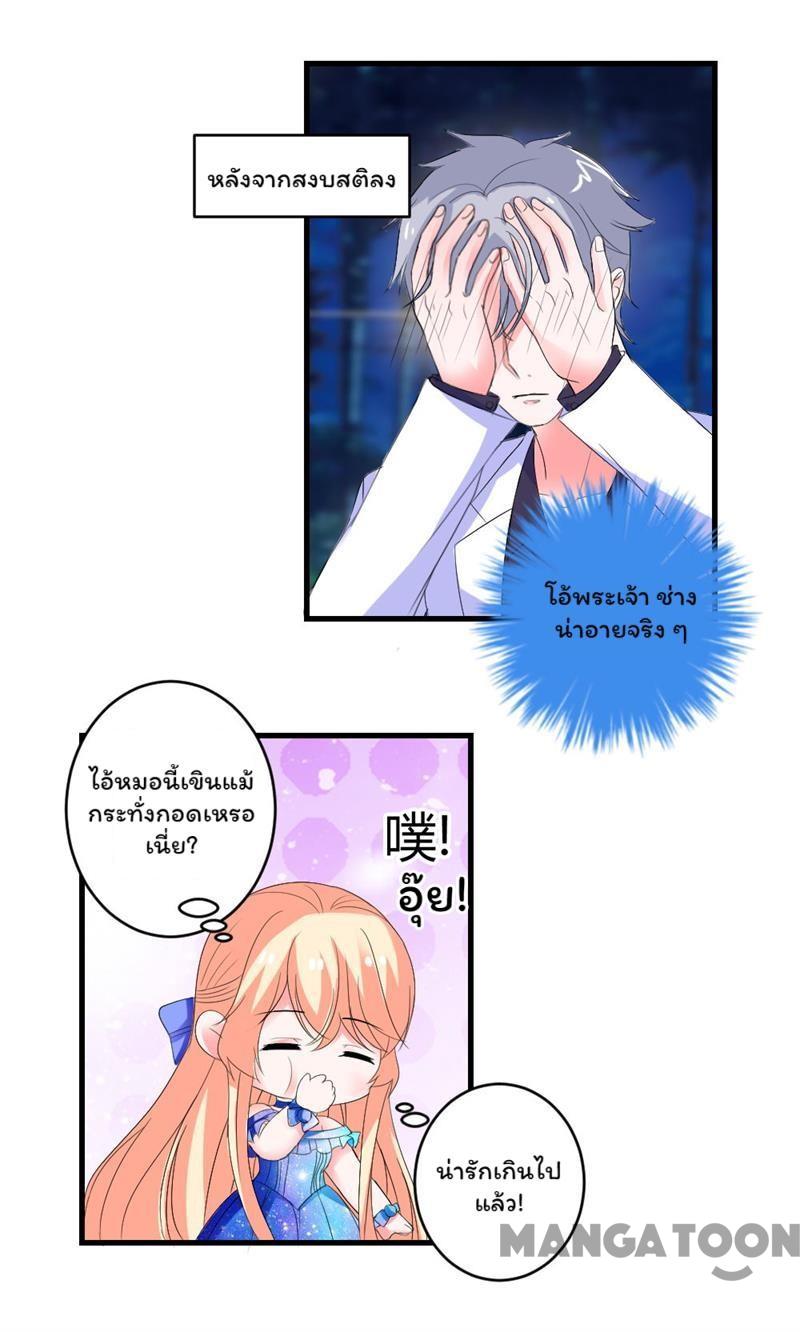 หลังจากสงบสติลง
โอ้พระเจ้า ช่าง
น่าอายจริง ๆ
ไอ้หมอนี้เขินแม้
กระทั่งกอดเหรอ
เนี่ย?
噗!
อุ๊ย!
น่ารักเกินไป
แล้ว!
MANGATOON